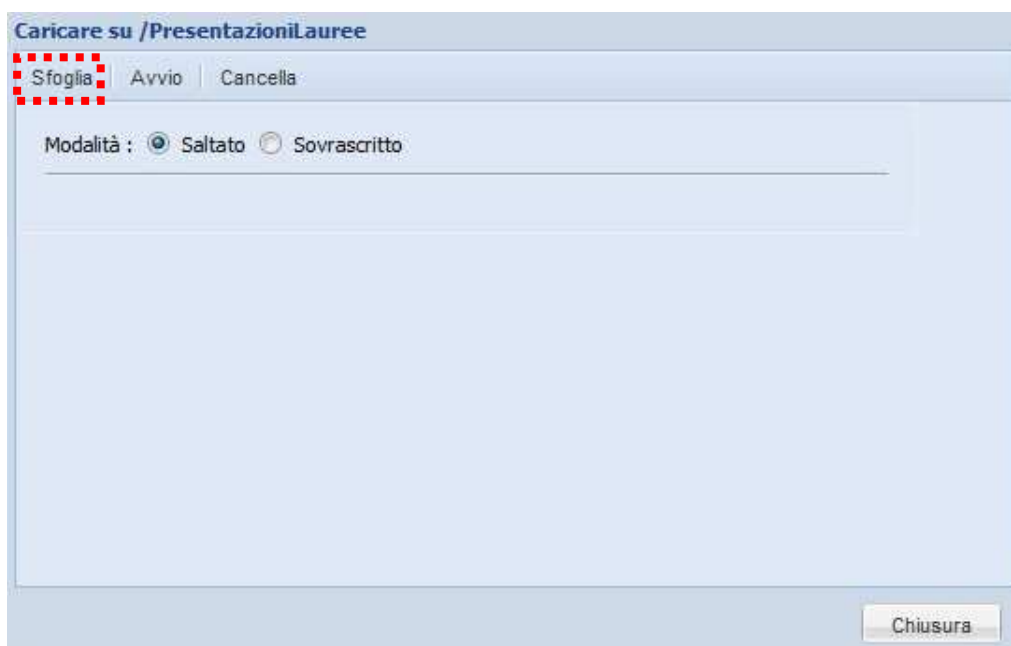 Caricare su /PresentazioniLauree
Sfoglia Avvio Cancella
Modalità : Saltato Sovrascritto
Chiusura